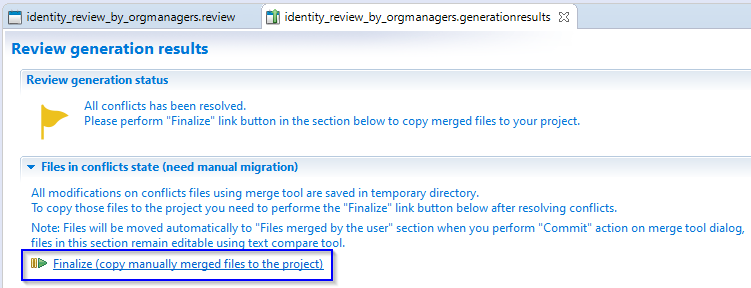 identity_review_by_orgmanagers.review
identity_review_by_orgmanagers.generationresults
Review generation results
Review generation status
All conflicts has been resolved.
Please perform "Finalize" link button in the section below to copy merged files to your project.
Files in conflicts state (need manual migration)
All modifications on conflicts files using merge tool are saved in temporary directory.
To copy those files to the project you need to performe the "Finalize" link button below after resolving conflicts.
Note: Files will be moved automatically to "Files merged by the user" section when you perform "Commit" action on merge tool dialog,
files in this section remain editable using text compare tool.
Finalize (copy manually merged files to the project)